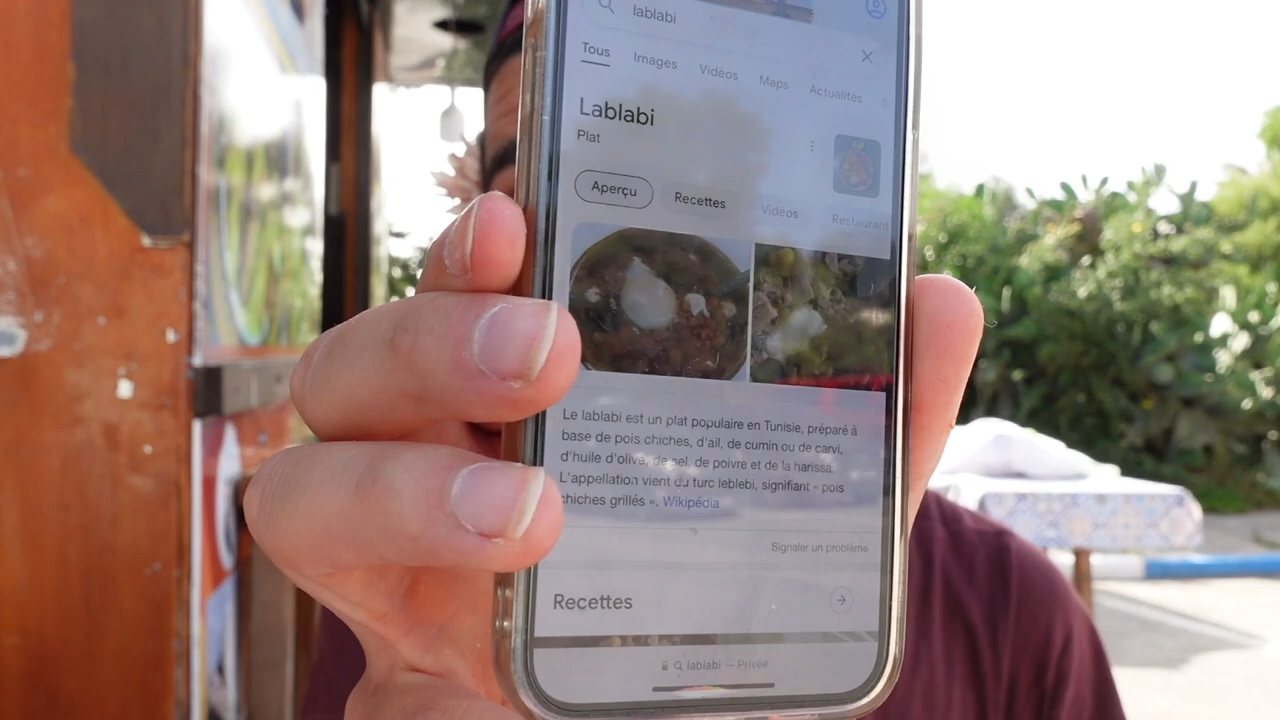 lablabi
Tous Images Vidéos Maps Actualités
Lablabi
Plat
Aperçu Recettes Vidéos Restaurant
Le lablabi est un plat populaire en Tunisie, préparé à
base de pois chiches, d'ail, de cumin ou de carvi,
d'huile d'olive, de sel, de poivre et de la harissa.
L'appellation vient du turc leblebi, signifiant « pois
chiches grillés ». Wikipédia
Signaler un problème
Recettes
lablabi — Privée